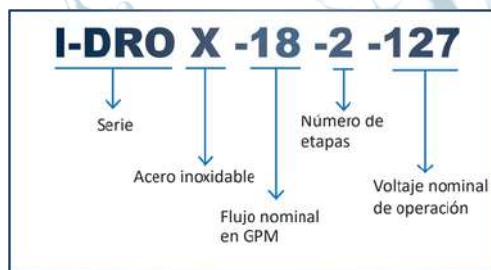 I-DRO X -18 -2 -127
Serie
Número de
etapas
Acero inoxidable
Voltaje nominal
de operación
Flujo nominal
en GPM